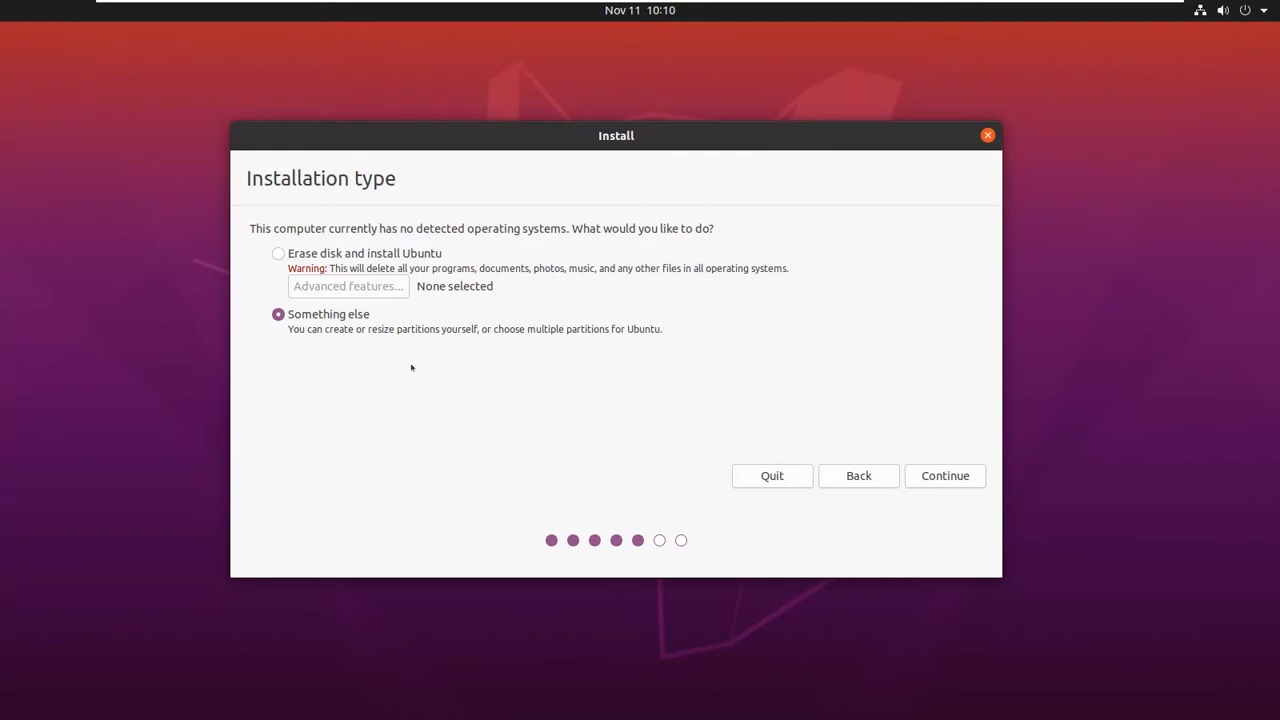 Nov 11 10:10
Install
Installation type
This computer currently has no detected operating systems. What would you like to do?
Erase disk and install Ubuntu
Warning: This will delete all your programs, documents, photos, music, and any other files in all operating systems.
Advanced features... None selected
Something else
You can create or resize partitions yourself, or choose multiple partitions for Ubuntu.
Quit Back Continue